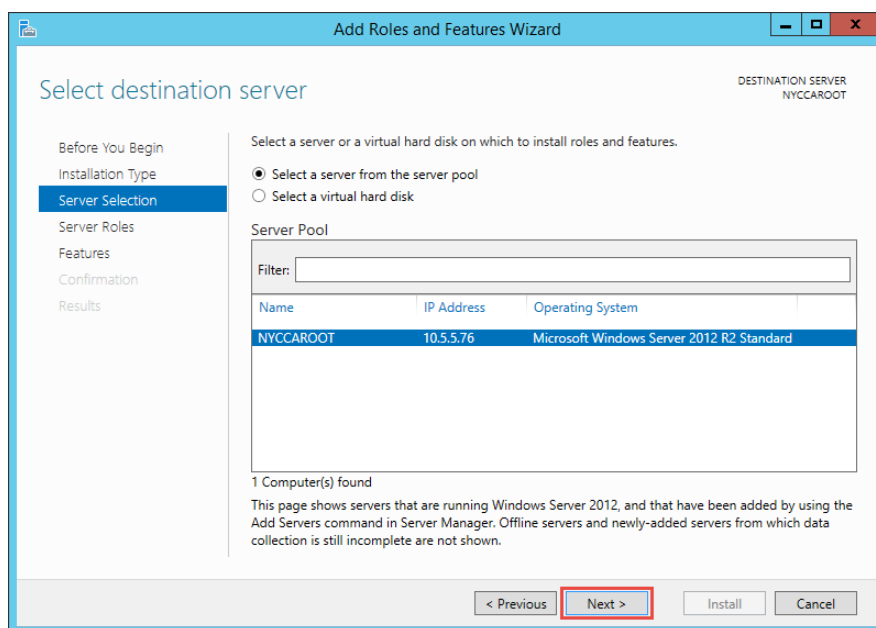 Add Roles and Features Wizard
x
Select destination server
DESTINATION SERVER
NYCCAROOT
Before You Begin
Installation Type
Server Selection
Server Roles
Features
Confirmation
Results
Select a server or a virtual hard disk on which to install roles and features.
Select a server from the server pool
Select a virtual hard disk
Server Pool
Filter:
Name IP Address Operating System
NYCCAROOT 10.5.5.76 Microsoft Windows Server 2012 R2 Standard
1 Computer(s) found
This page shows servers that are running Windows Server 2012, and that have been added by using the
Add Servers command in Server Manager. Offline servers and newly-added servers from which data
collection is still incomplete are not shown.
< Previous Next > Install Cancel